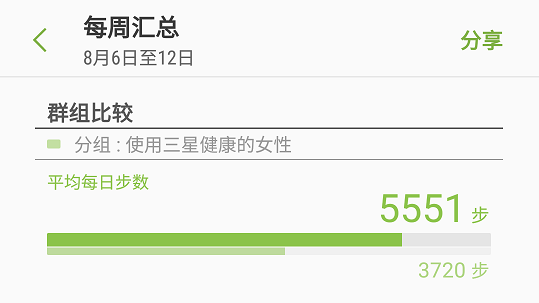 每周汇总
8月6日至12日
分享
群组比较
分组 : 使用三星健康的女性
平均每日步数
5551 步
3720 步